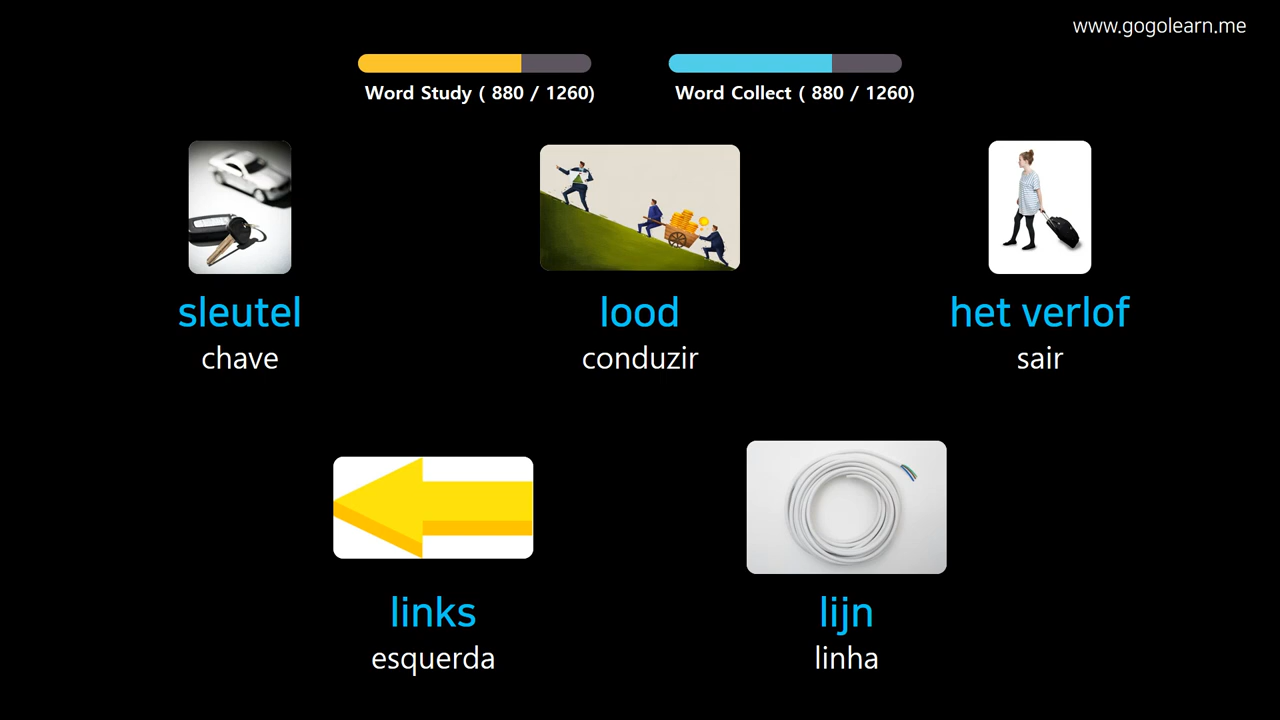 www.gogolearn.me
Word Study ( 880 / 1260)
Word Collect ( 880 / 1260)
sleutel
chave
lood
conduzir
het verlof
sair
links
esquerda
lijn
linha